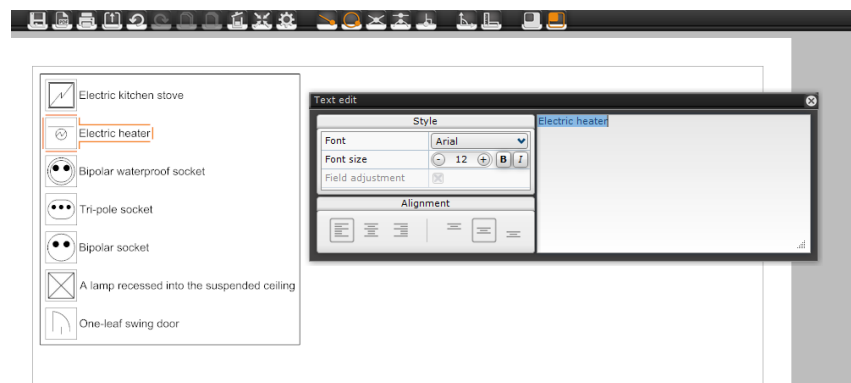 Electric kitchen stove
Electric heater
Bipolar waterproof socket
Tri-pole socket
Bipolar socket
A lamp recessed into the suspended ceiling
One-leaf swing door
Text edit
Style
Font
Arial
Font size
12
B
I
Field adjustment
Alignment
Electric heater